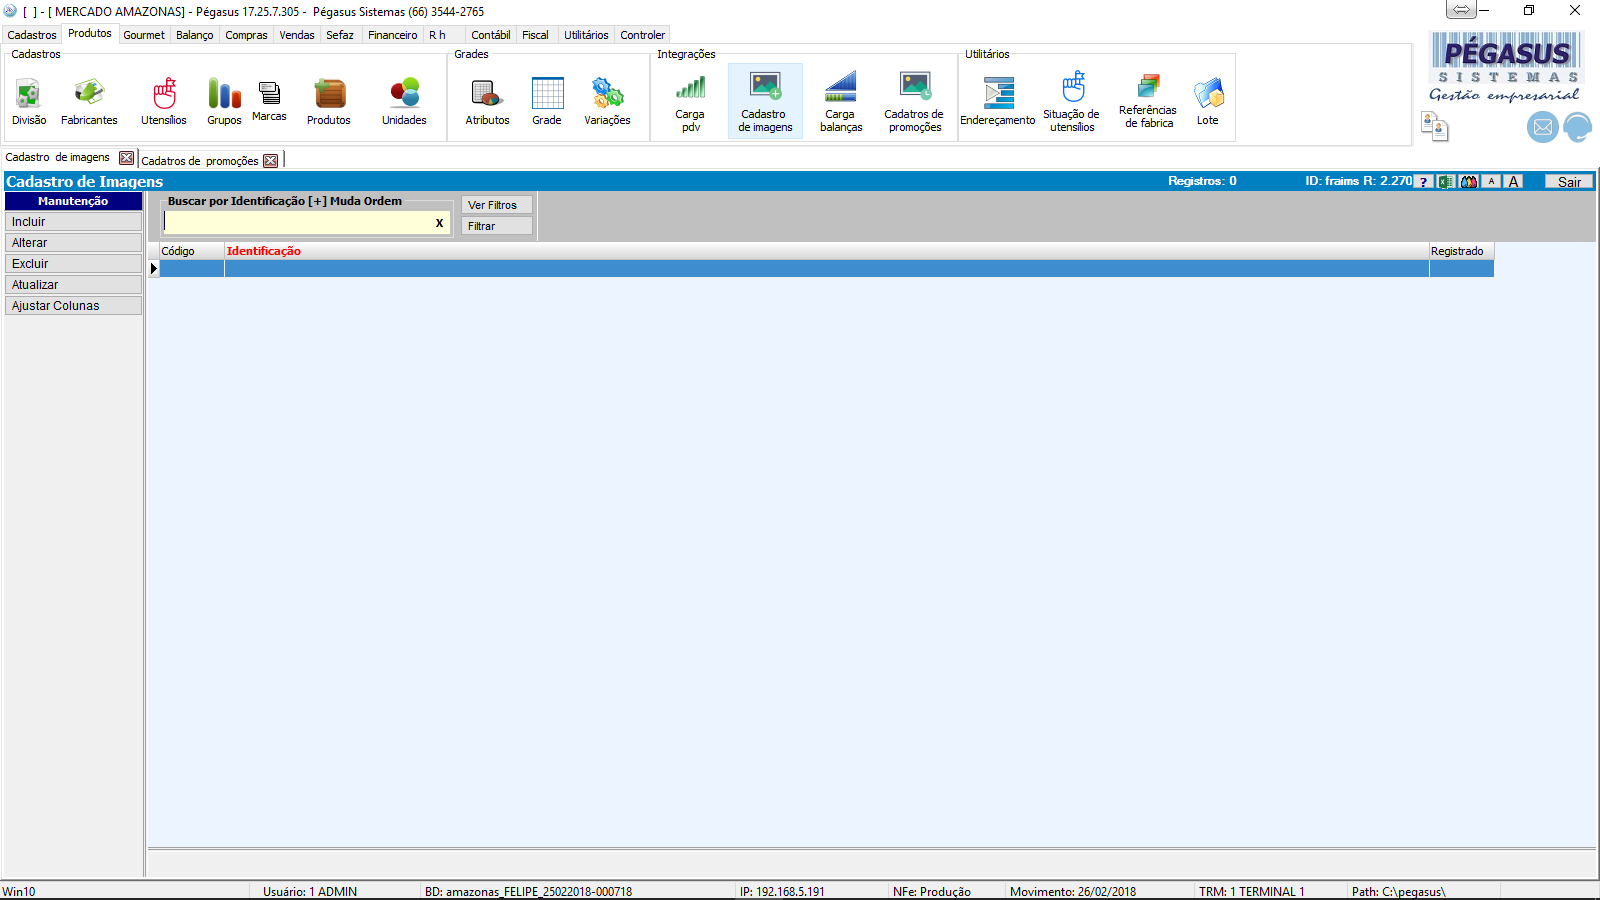 [  ] - [ MERCADO AMAZONAS] - Pégasus 17.25.7.305 -  Pégasus Sistemas (66) 3544-2765
Cadastros Produtos Gourmet Balanço Compras Vendas Sefaz Financeiro R h Contábil Fiscal Utilitários Controler
Cadastros
Divisão Fabricantes Utensílios Grupos Marcas Produtos Unidades
Grades
Atributos Grade Variações
Integrações
Carga pdv
Cadastro de imagens
Carga balanças
Cadatros de promoções
Utilitários
Endereçamento
Situação de utensílios
Referências de fabrica
Lote
PÉGASUS
SISTEMAS
Gestão empresarial
Cadastro de imagens Cadatros de promoções
Cadastro de Imagens Registros: 0 ID: fraims R: 2.270 ? A A Sair
Manutenção
Incluir
Alterar
Excluir
Atualizar
Ajustar Colunas
Buscar por Identificação [+] Muda Ordem
x
Ver Filtros
Filtrar
Código Identificação Registrado
Win10 Usuário: 1 ADMIN BD: amazonas_FELIPE_25022018-000718 IP: 192.168.5.191 NFe: Produção Movimento: 26/02/2018 TRM: 1 TERMINAL 1 Path: C:\pegasus\